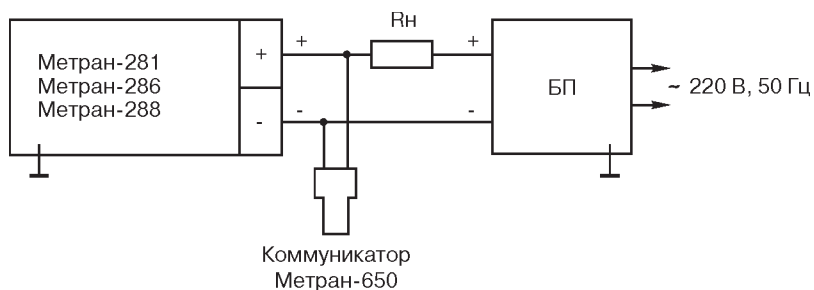 Rн
Метран-281
Метран-286
Метран-288
+
-
+
-
+
-
БП
~ 220 В, 50 Гц
Коммуникатор
Метран-650